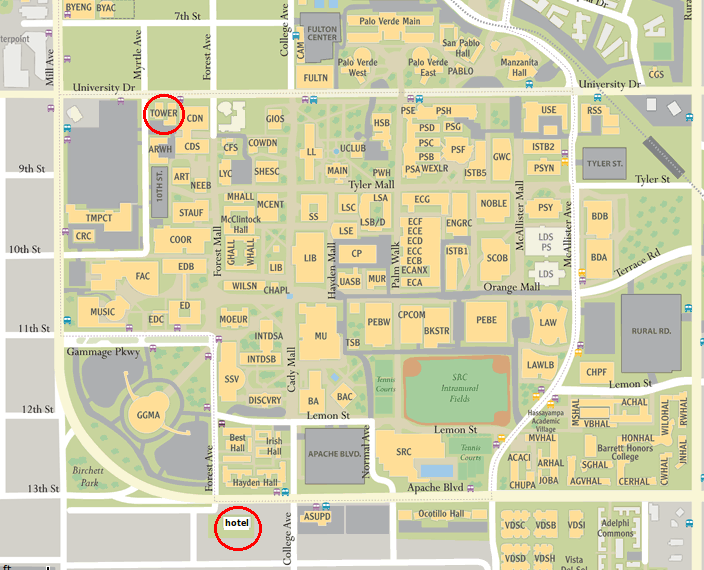 BYENG
BYAC
7th St
Mill Ave
Myrtle Ave
Forest Ave
College Ave
FULTON
CENTER
CAM
FULTN
Palo Verde Main
Palo Verde
West
Palo Verde
East
San Pablo
Hall
PABLO
Manzanita
Hall
CGS
University Dr
University Dr
TOWER
CDN
GIOS
ARWH
CDS
CFS
COWDN
LL
UCLUB
HSB
PSE
PSH
PSD
PSG
PSC
PSB
PSF
PSA
WEXLR
ISTB5
GWC
USE
ISTB2
PSYN
RSS
TYLER ST.
Tyler St
9th St
10TH ST.
ART
NEEB
LYC
SHESC
MAIN
PWH
Tyler Mall
TMPCT
CRC
STAUF
MHALL
MCENT
McClintock
Hall
SS
LSC
LSA
LSB/D
LSE
ECG
ECF
ECE
ECD
ECC
ECB
ECANX
ECA
ENGRC
NOBLE
PSY
LDS
PS
LDS
BDB
BDA
McAllister Mall
McAllister Ave
10th St
COOR
Forest Mall
GHALL
WHALL
LIB
LIB
Hayden Mall
CP
UASB
MUR
Palm Walk
ISTB1
SCOB
Orange Mall
Terrace Rd
FAC
EDB
WILSN
CHAPL
MUSIC
EDC
ED
MOEUR
MU
PEBW
CPCOM
BKSTR
PEBE
LAW
RURAL RD.
11th St
Gammage Pkwy
INTDSA
INTDSB
TSB
Cady Mall
SSV
DISCVRY
BA
BAC
Tennis
Courts
SRC
Intramural
Fields
LAWLB
CHPF
Lemon St
12th St
GGMA
Lemon St
Lemon St
Hassayampa
Academic
Village
MSHAL
ACHAL
VBHAL
WILOHAL
RWHAL
MVHAL
HONHAL
Barrett Honors
College
Best
Hall
Irish
Hall
Hayden Hall
APACHE BLVD.
Normal Ave
SRC
Tennis
Courts
ACACI
ARHAL
SGHAL
CHUPA
JOBA
AGVHAL
CERHAL
CWHAL
JNHAL
Birchett
Park
Forest Ave
13th St
Apache Blvd
hotel
College Ave
ASUPD
Ocotillo Hall
VDSC
VDSB
VDSI
VDSD
VDSH
Adelphi
Commons
Vista